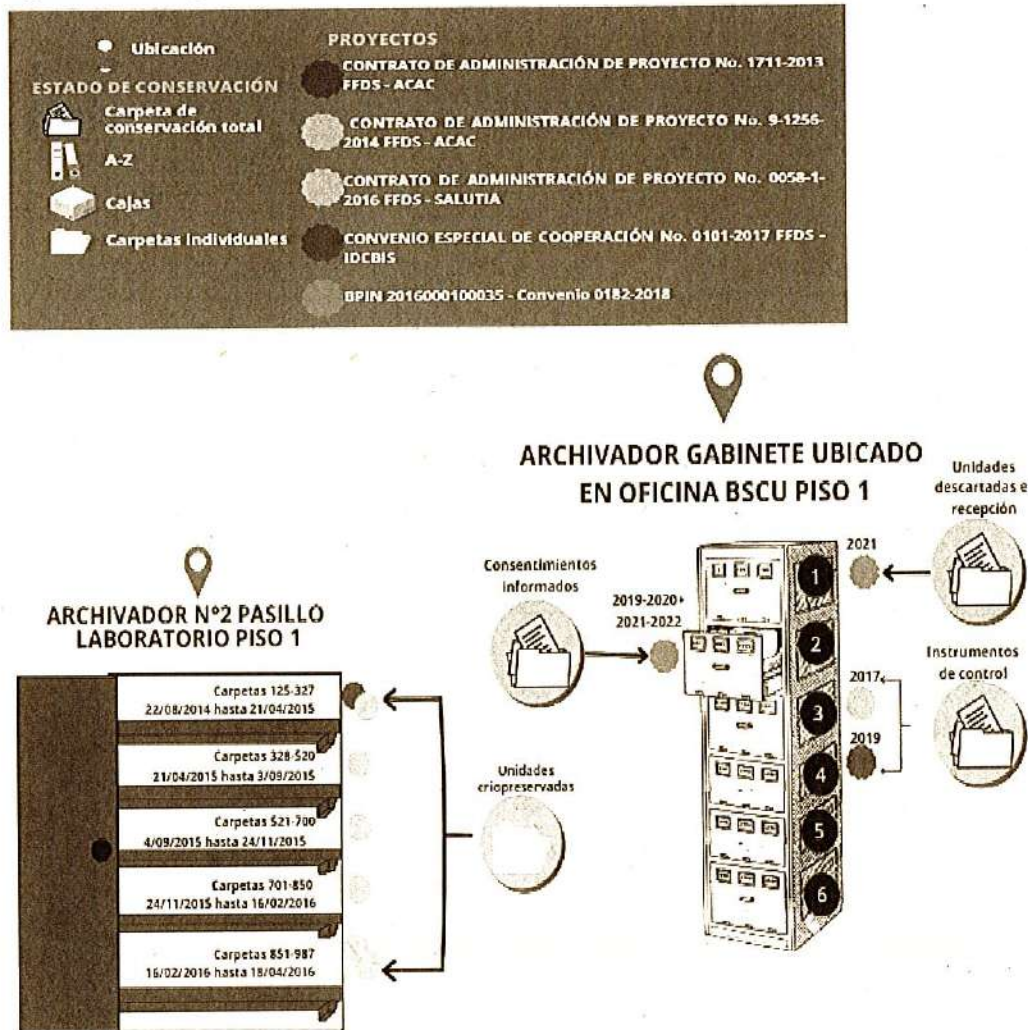 Ubicación
ESTADO DE CONSERVACIÓN
Carpeta de
conservación total
A-Z
Cajas
Carpetas individuales
PROYECTOS
CONTRATO DE ADMINISTRACIÓN DE PROYECTO No. 1711-2013
FFDS - ACAC
CONTRATO DE ADMINISTRACIÓN DE PROYECTO No. 9-1256-
2014 FFDS - ACAC
CONTRATO DE ADMINISTRACIÓN DE PROYECTO No. 0058-1-
2016 FFDS - SALUTIA
CONVENIO ESPECIAL DE COOPERACIÓN No. 0101-2017 FFDS -
IDCBIS
BPIN 2016000100035 - Convenio 0182-2018
ARCHIVADOR GABINETE UBICADO
EN OFICINA BSCU PISO 1
Unidades
descartadas e
recepción
2021
Consentimientos
informados
2019-2020
2021-2022
1
2
3
4
5
6
2017
2019
Instrumentos
de control
ARCHIVADOR Nº2 PASILLO
LABORATORIO PISO 1
Carpetas 125-327
22/08/2014 hasta 21/04/2015
Carpetas 328-520
21/04/2015 hasta 3/09/2015
Carpetas 521-700
4/09/2015 hasta 24/11/2015
Carpetas 701-850
24/11/2015 hasta 16/02/2016
Carpetas 851-987
16/02/2016 hasta 18/04/2016
Unidades
criopreservadas